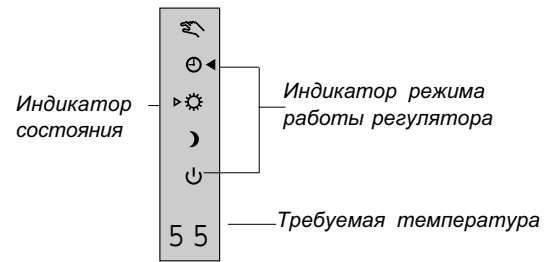 Индикатор
состояния
Индикатор режима
работы регулятора
Требуемая температура
55